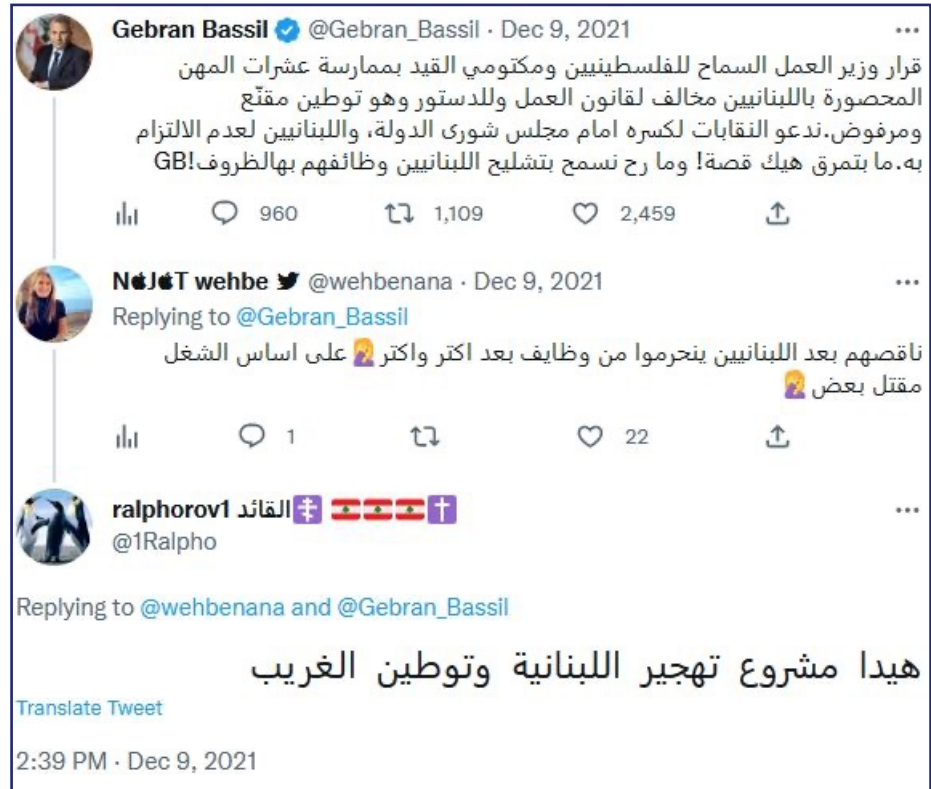 Gebran Bassil @Gebran_Bassil · Dec 9, 2021
قرار وزير العمل السماح للفلسطينيين ومكتومي القيد بممارسة عشرات المهن
المحصورة باللبنانيين مخالف لقانون العمل وللدستور وهو توطين مقنّع
ومرفوض.ندعو النقابات لكسره امام مجلس شورى الدولة، واللبنانيين لعدم الالتزام
به.ما بتمرق هيك قصة! وما رح نسمح بتشليح اللبنانيين وظائفهم بهالظروف!GB
960 1,109 2,459
NJT wehbe @wehbenana · Dec 9, 2021
Replying to @Gebran_Bassil
ناقصهم بعد اللبنانيين ينحرموا من وظايف بعد اكتر واكتر🤦‍♀️على اساس الشغل
مقتل بعض🤦‍♀️
1 22
ralphorov1 القائد☦️ 🇱🇧🇱🇧🇱🇧✝️
@1Ralpho
Replying to @wehbenana and @Gebran_Bassil
هيدا مشروع تهجير اللبنانية وتوطين الغريب
Translate Tweet
2:39 PM · Dec 9, 2021